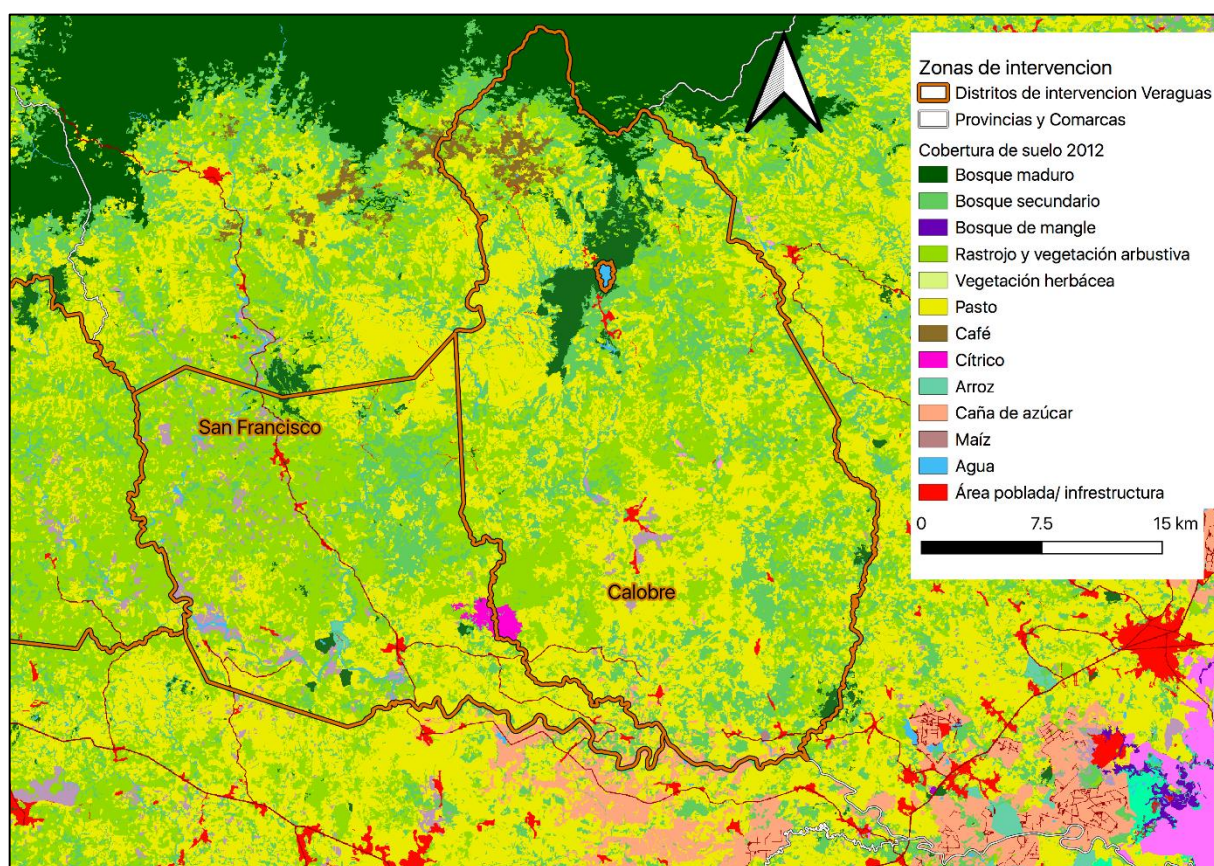 Zonas de intervencion
Distritos de intervencion Veraguas
Provincias y Comarcas
Cobertura de suelo 2012
Bosque maduro
Bosque secundario
Bosque de mangle
Rastrojo y vegetación arbustiva
Vegetación herbácea
Pasto
Café
Cítrico
Arroz
Caña de azúcar
Maíz
Agua
Área poblada/ infrestructura
0 7.5 15 km
San Francisco
Calobre